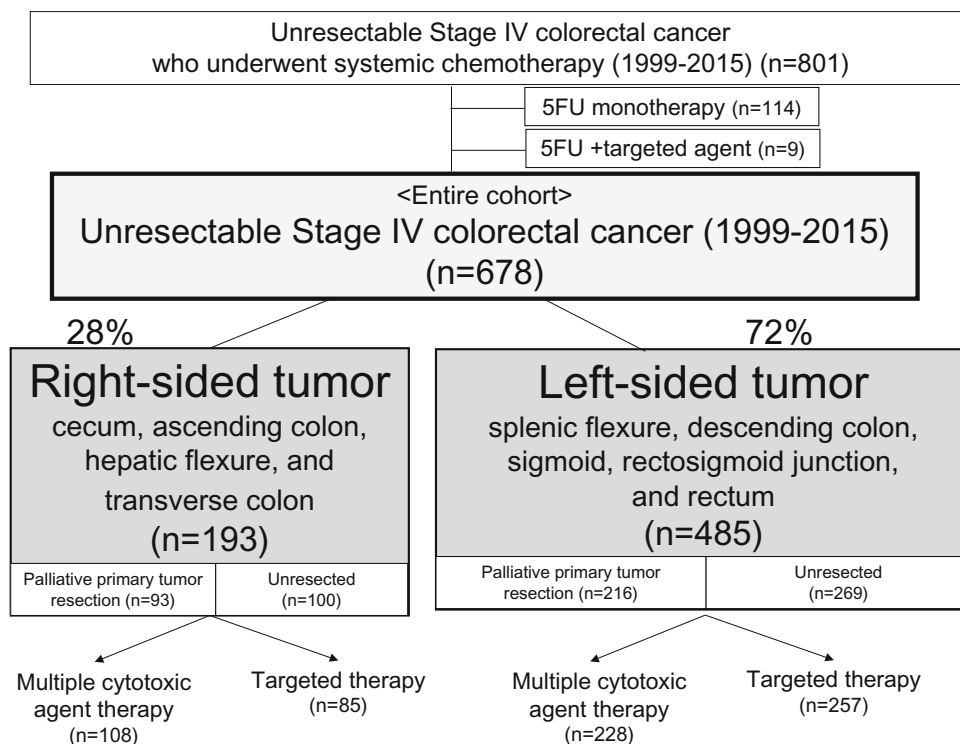 Unresectable Stage IV colorectal cancer
who underwent systemic chemotherapy (1999-2015) (n=801)
5FU monotherapy (n=114)
5FU +targeted agent (n=9)
<Entire cohort>
Unresectable Stage IV colorectal cancer (1999-2015)
(n=678)
28%
72%
Right-sided tumor
cecum, ascending colon,
hepatic flexure, and
transverse colon
(n=193)
Palliative primary tumor
resection (n=93)
Unresected
(n=100)
Left-sided tumor
splenic flexure, descending colon,
sigmoid, rectosigmoid junction,
and rectum
(n=485)
Palliative primary tumor
resection (n=216)
Unresected
(n=269)
Multiple cytotoxic
agent therapy
(n=108)
Targeted therapy
(n=85)
Multiple cytotoxic
agent therapy
(n=228)
Targeted therapy
(n=257)